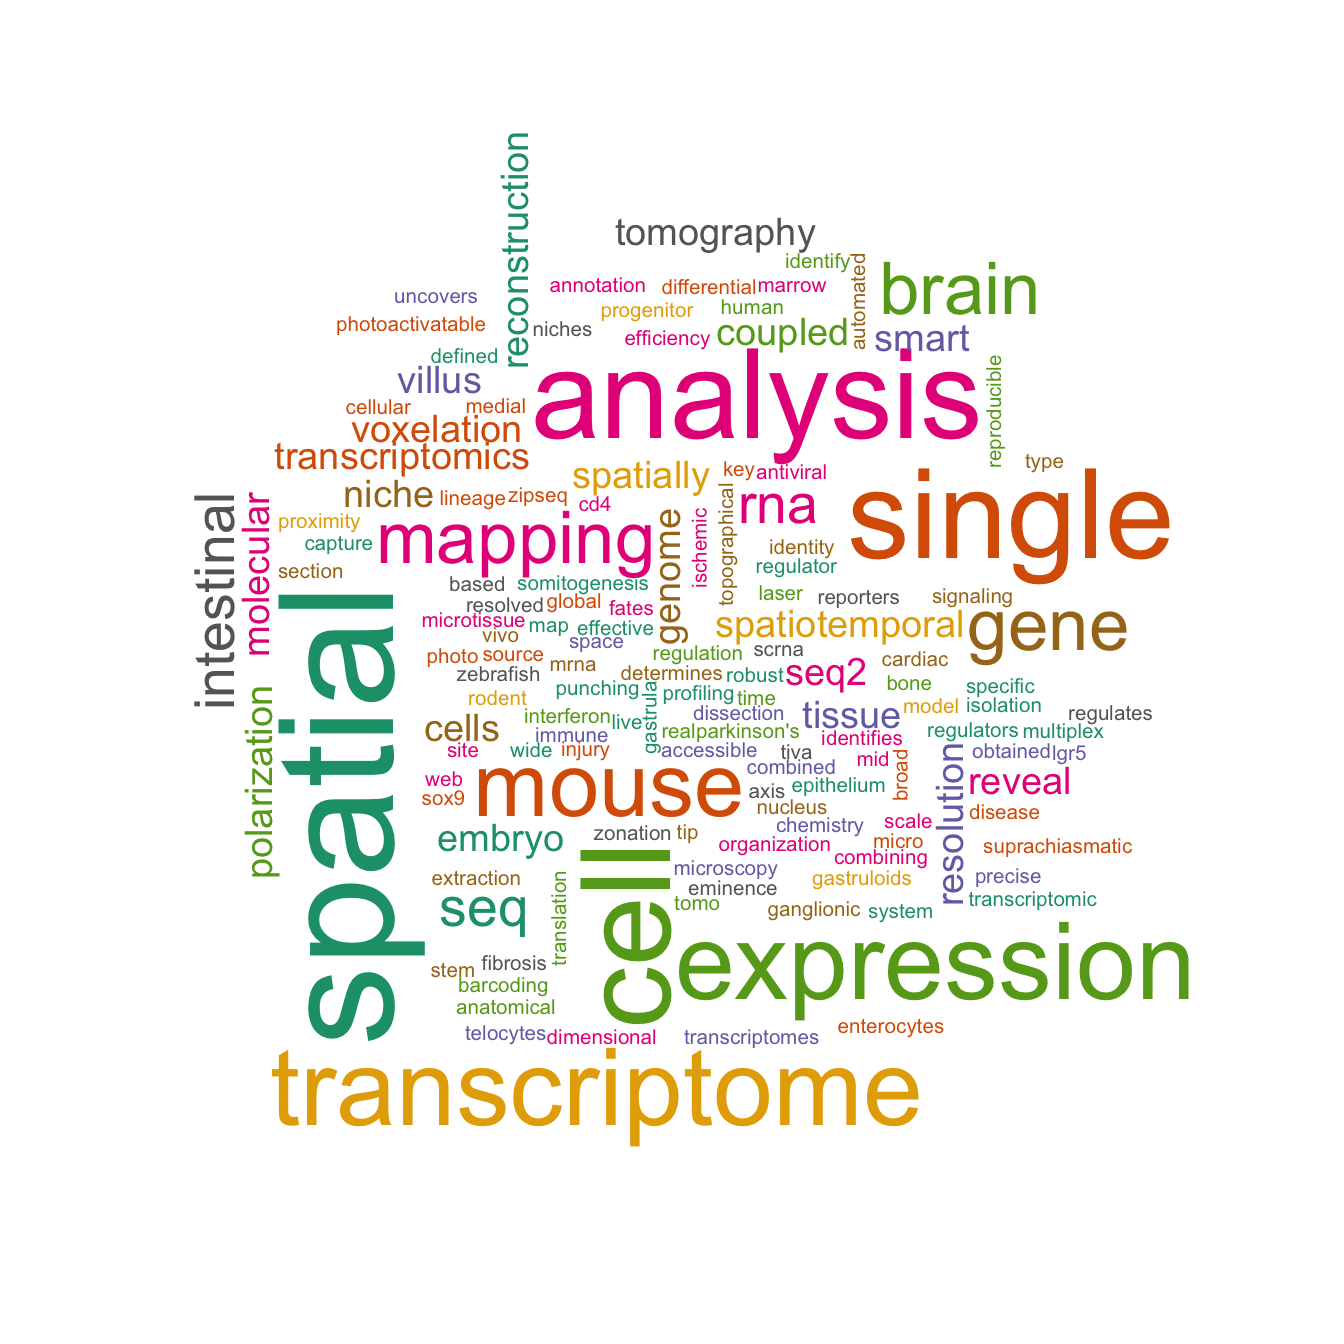 reconstruction
tomography
identify
automated
brain
annotation
differential
marrow
uncovers
progenitor
human
photoactivatable
niches
efficiency
coupled
smart
defined
villus
analysis
reproducible
cellular
medial
voxelation
transcriptomics
spatially
key
antiviral
type
single
niche
lineage
zipseq
cd4
rna
intestinal
molecular
proximity
mapping
genome
ischemic
topographical
capture
identity
regulator
section
based
somitogenesis
laser
reporters
signaling
spatial
resolved
global
fates
microtissue
map
effective
spatiotemporal
gene
vivo
space
photo
source
mrna
regulation
scrna
cardiac
zebrafish
determines
robust
seq2
bone
specific
polarization
rodent
punching
gastrula
profiling
time
model
isolation
regulates
cells
interferon
live
dissection
tissue
immune
realparkinson's
identifies
regulators
multiplex
site
wide
injury
accessible
tiva
mid
broad
resolution
obtained
lgr5
web
mouse
combined
reveal
sox9
axis
epithelium
nucleus
disease
embryo
zonation
tip
chemistry
scale
organization
micro
suprachiasmatic
combining
cell
microscopy
extraction
eminence
gastruloids
precise
seq
translation
tomo
ganglionic
system
transcriptomic
expression
stem
fibrosis
barcoding
anatomical
telocytes
dimensional
transcriptomes
enterocytes
transcriptome